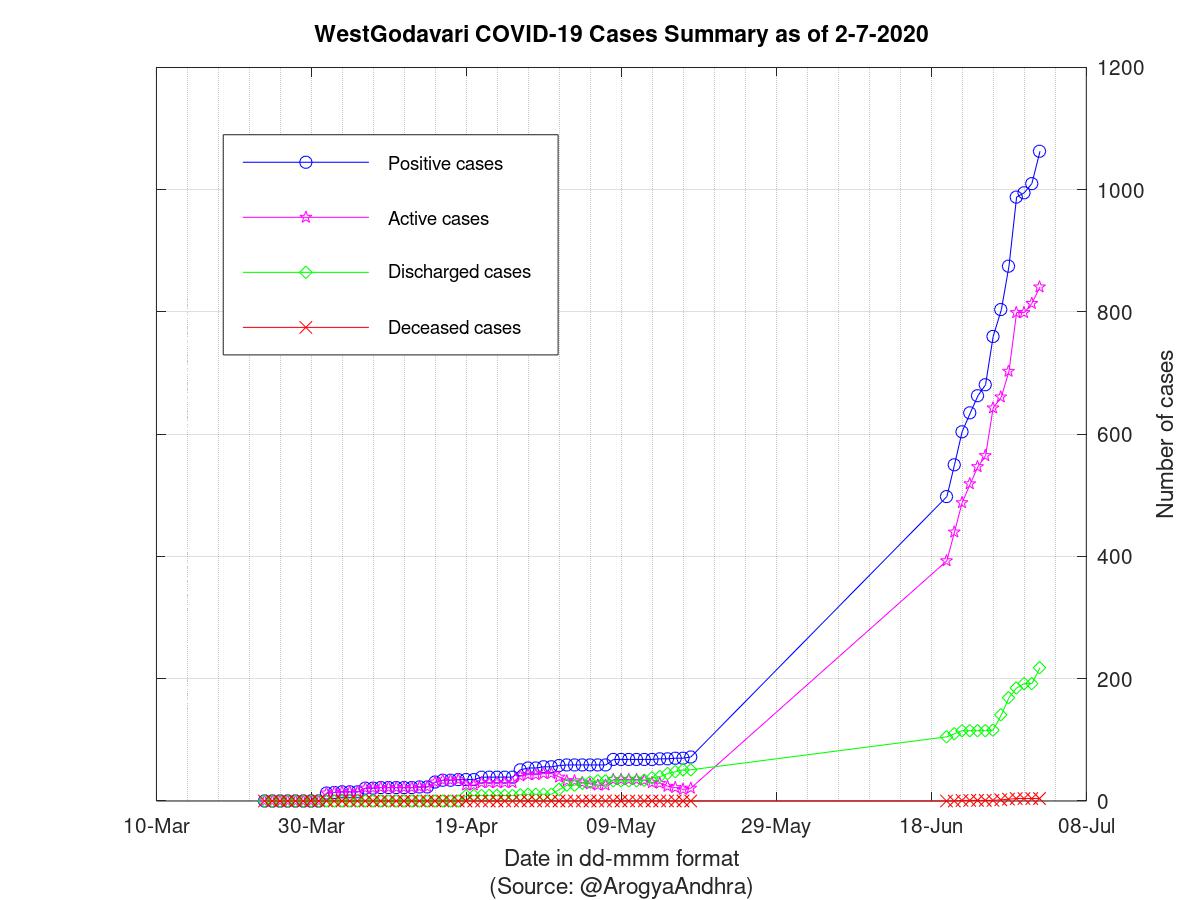 WestGodavari COVID-19 Cases Summary as of 2-7-2020
Positive cases
Active cases
Discharged cases
Deceased cases
1200
1000
800
600
400
200
0
Number of cases
10-Mar 30-Mar 19-Apr 09-May 29-May 18-Jun 08-Jul
Date in dd-mmm format
(Source: @ArogyaAndhra)